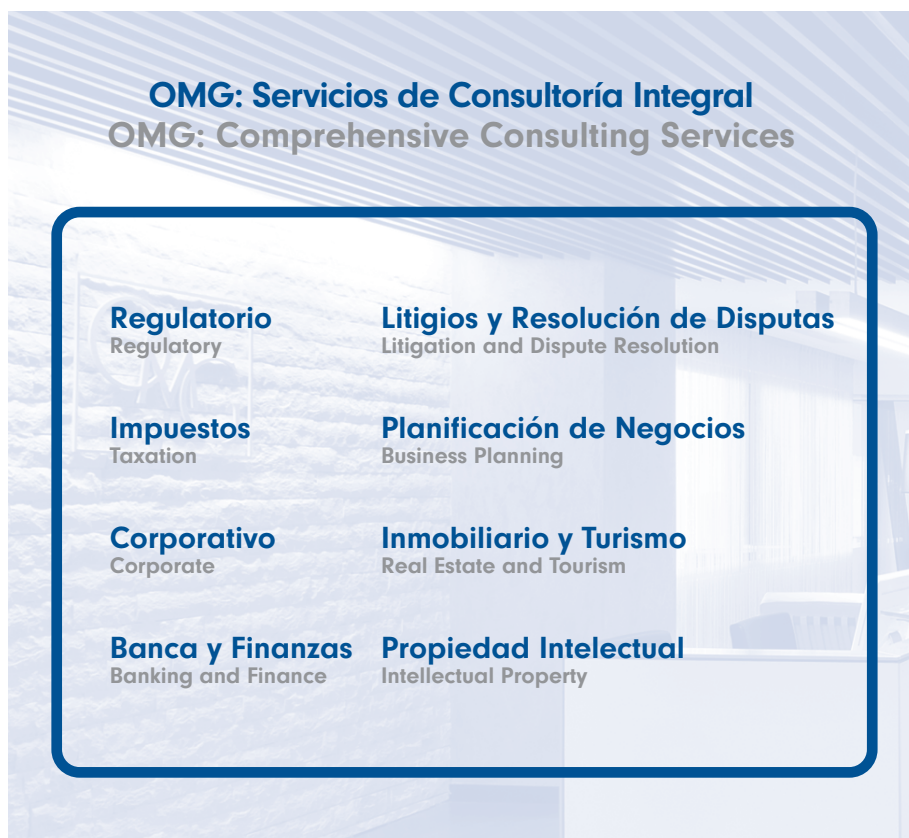 OMG: Servicios de Consultoría Integral
OMG: Comprehensive Consulting Services
Regulatorio
Regulatory
Litigios y Resolución de Disputas
Litigation and Dispute Resolution
Impuestos
Taxation
Planificación de Negocios
Business Planning
Corporativo
Corporate
Inmobiliario y Turismo
Real Estate and Tourism
Banca y Finanzas
Banking and Finance
Propiedad Intelectual
Intellectual Property
OMG